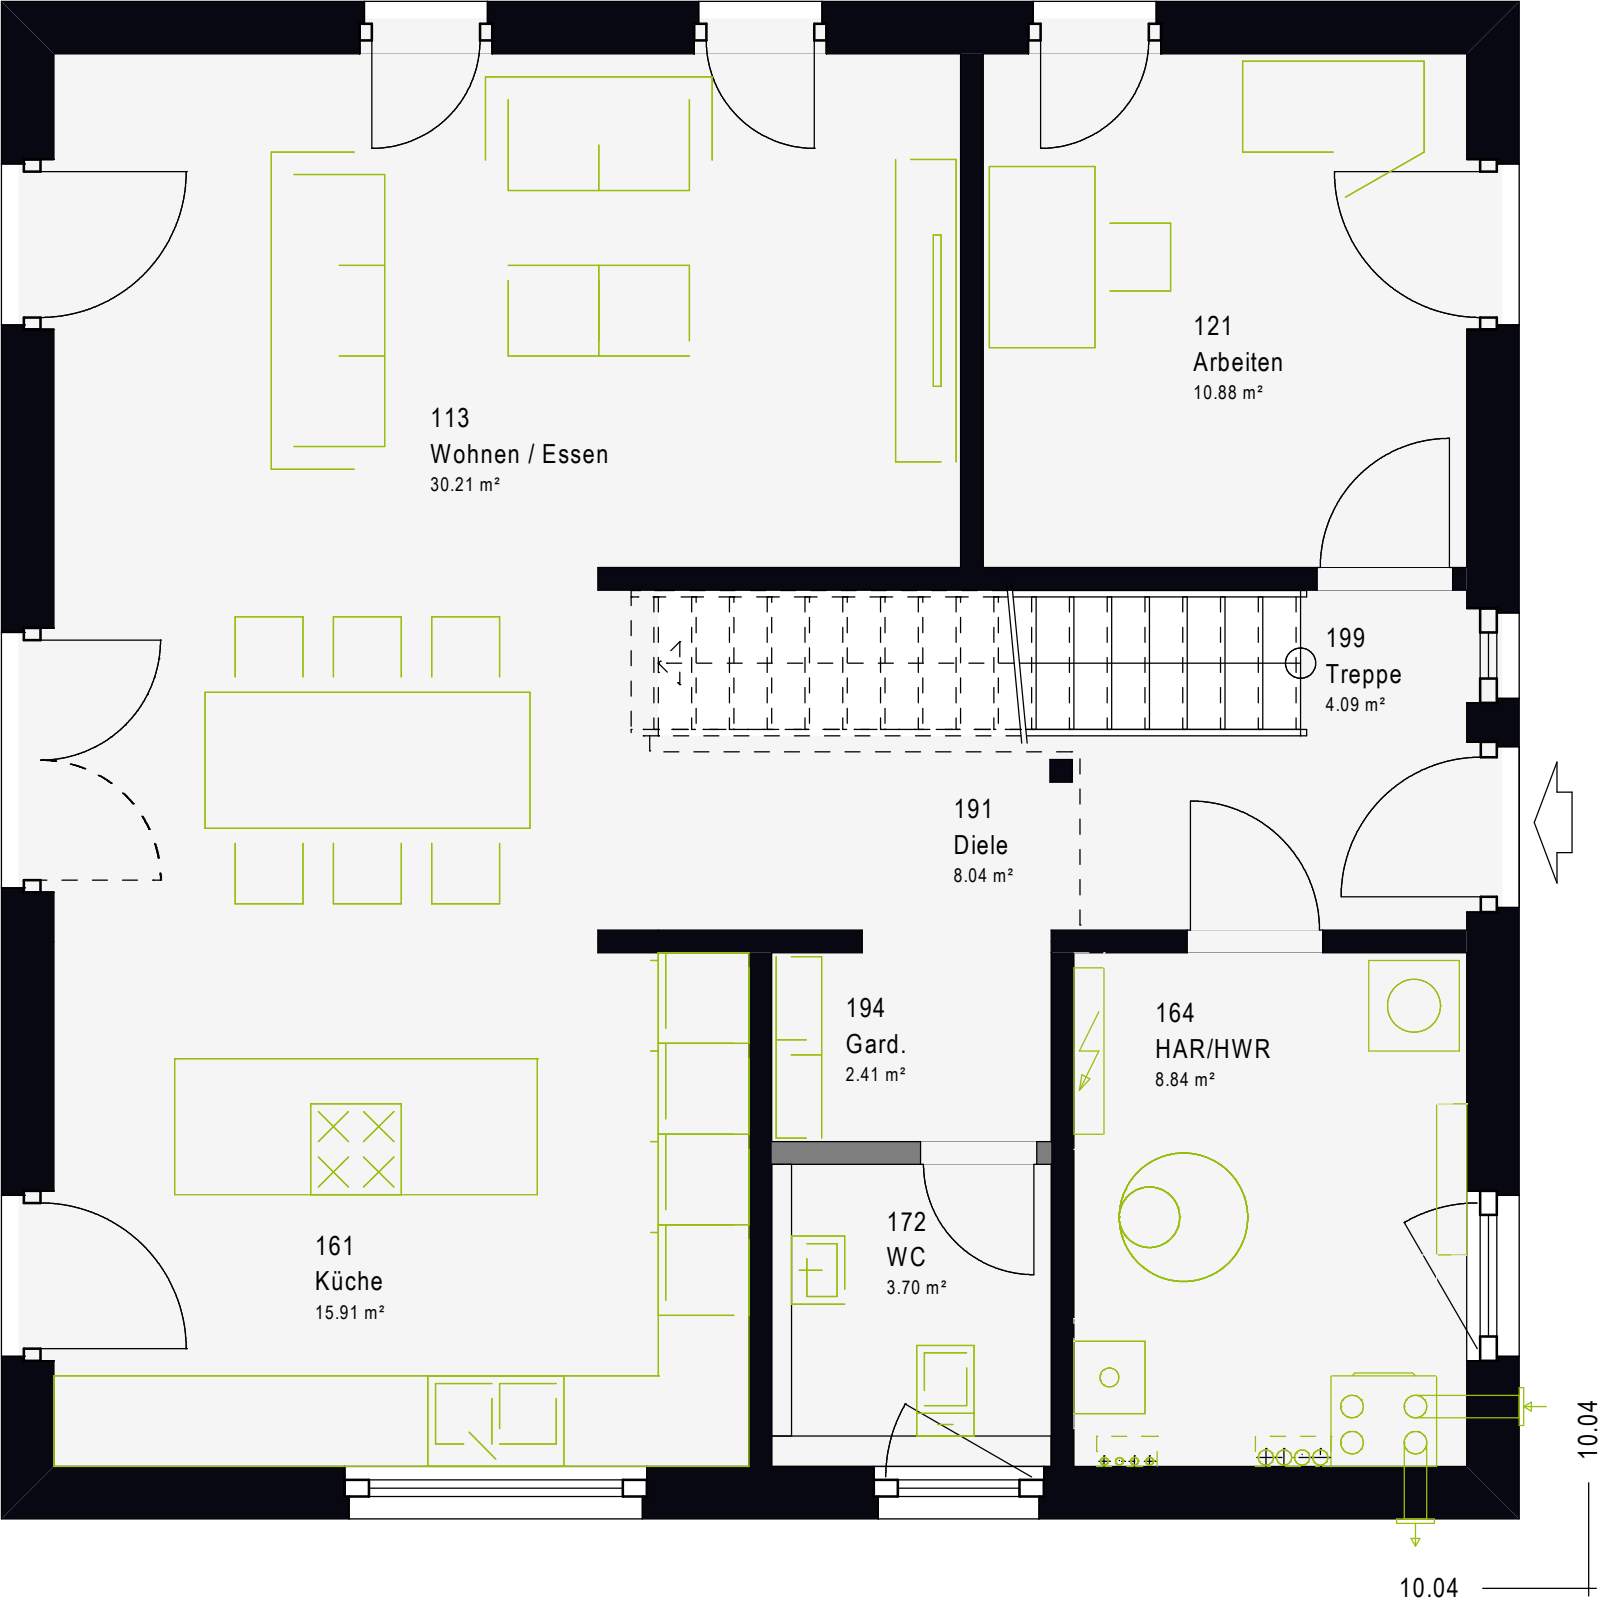 121
Arbeiten
10.88 m²
113
Wohnen / Essen
30.21 m²
199
Treppe
4.09 m²
191
Diele
8.04 m²
194
Gard.
2.41 m²
164
HAR/HWR
8.84 m²
172
WC
3.70 m²
161
Küche
15.91 m²
10.04
10.04